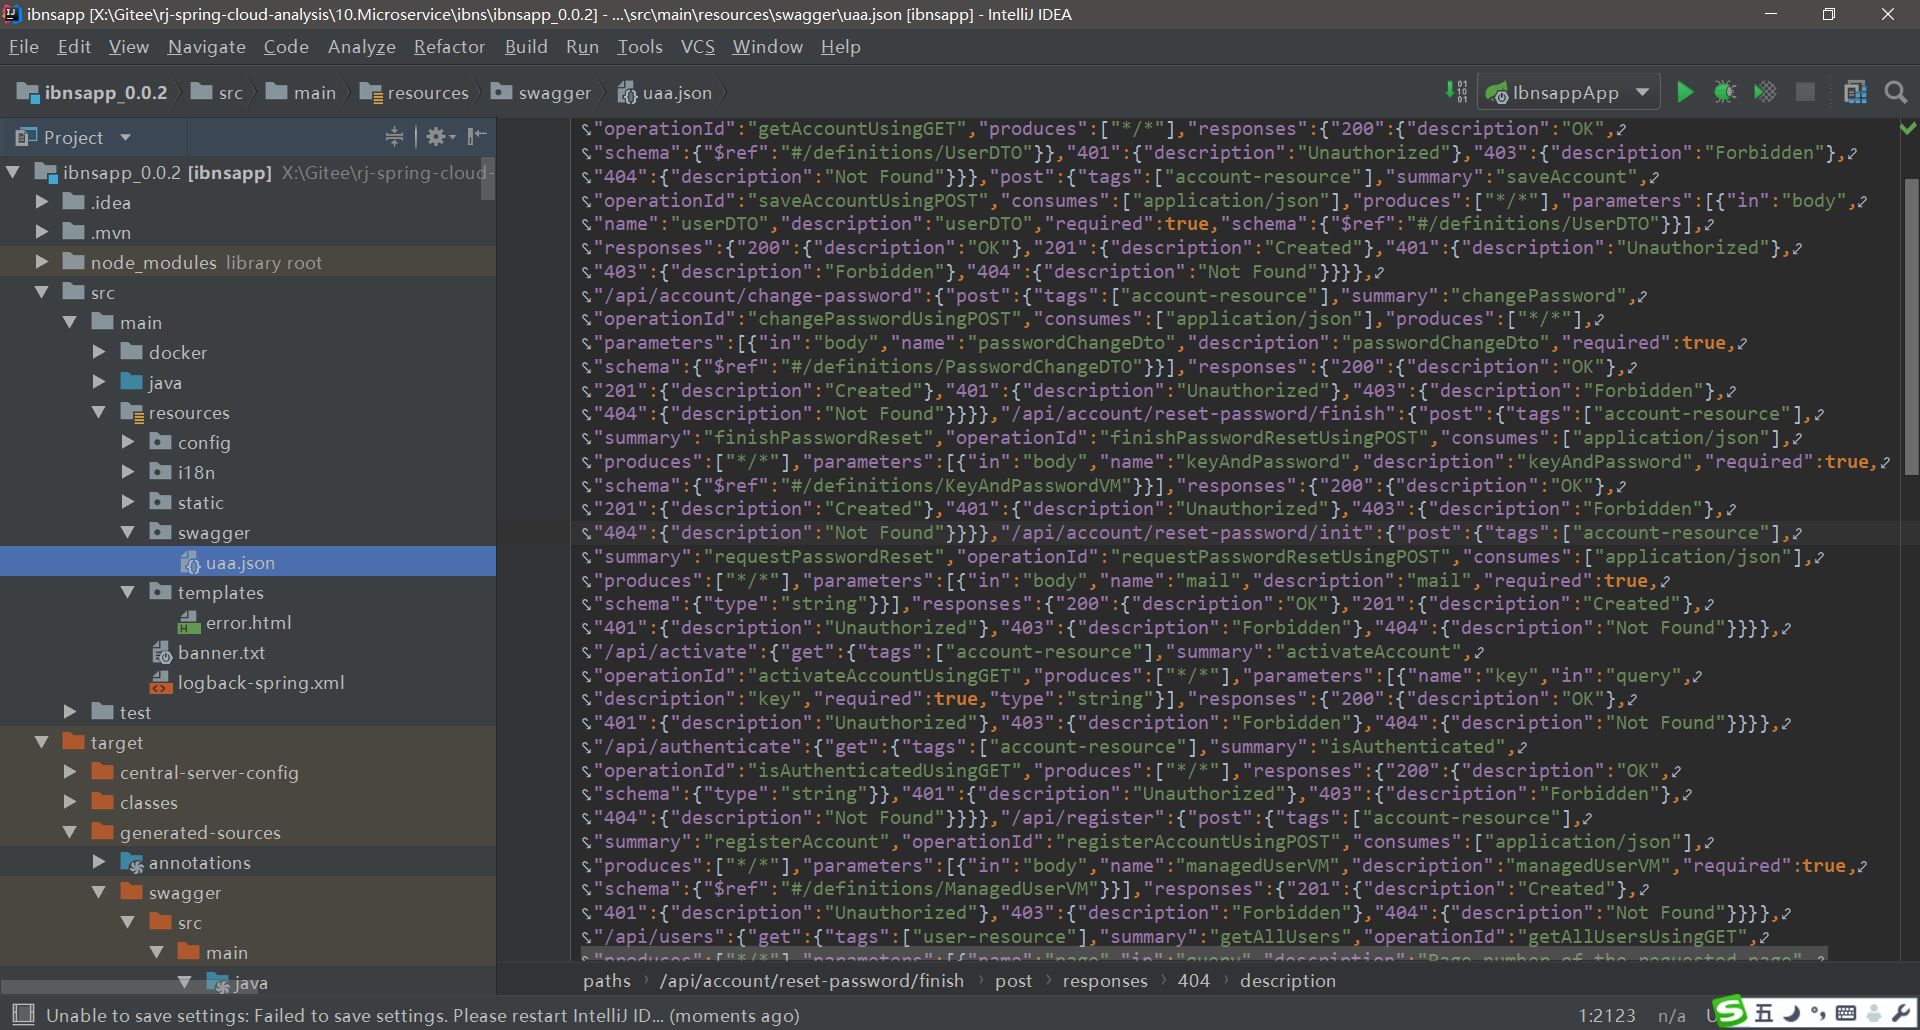 ibnsapp [X:\Gitee\rj-spring-cloud-analysis\10.Microservice\ibns\ibnsapp_0.0.2] - ...\src\main\resources\swagger\uaa.json [ibnsapp] - IntelliJ IDEA
File Edit View Navigate Code Analyze Refactor Build Run Tools VCS Window Help
ibnsapp_0.0.2 src main resources swagger uaa.json IbnsappApp
Project
ibnsapp_0.0.2 [ibnsapp] X:\Gitee\rj-spring-cloud-
.idea
.mvn
node_modules library root
src
main
docker
java
resources
config
i18n
static
swagger
uaa.json
templates
error.html
banner.txt
logback-spring.xml
test
target
central-server-config
classes
generated-sources
annotations
swagger
src
main
java
"operationId":"getAccountUsingGET","produces":["*/*"],"responses":{"200":{"description":"OK",
"schema":{"$ref":"#/definitions/UserDTO"}},"401":{"description":"Unauthorized"},"403":{"description":"Forbidden"},
"404":{"description":"Not Found"}}},"post":{"tags":["account-resource"],"summary":"saveAccount",
"operationId":"saveAccountUsingPOST","consumes":["application/json"],"produces":["*/*"],"parameters":[{"in":"body",
"name":"userDTO","description":"userDTO","required":true,"schema":{"$ref":"#/definitions/UserDTO"}}],
"responses":{"200":{"description":"OK"},"201":{"description":"Created"},"401":{"description":"Unauthorized"},
"403":{"description":"Forbidden"},"404":{"description":"Not Found"}}}},
"/api/account/change-password":{"post":{"tags":["account-resource"],"summary":"changePassword",
"operationId":"changePasswordUsingPOST","consumes":["application/json"],"produces":["*/*"],
"parameters":[{"in":"body","name":"passwordChangeDto","description":"passwordChangeDto","required":true,
"schema":{"$ref":"#/definitions/PasswordChangeDTO"}}],"responses":{"200":{"description":"OK"},
"201":{"description":"Created"},"401":{"description":"Unauthorized"},"403":{"description":"Forbidden"},
"404":{"description":"Not Found"}}}},"/api/account/reset-password/finish":{"post":{"tags":["account-resource"],
"summary":"finishPasswordReset","operationId":"finishPasswordResetUsingPOST","consumes":["application/json"],
"produces":["*/*"],"parameters":[{"in":"body","name":"keyAndPassword","description":"keyAndPassword","required":true,
"schema":{"$ref":"#/definitions/KeyAndPasswordVM"}}],"responses":{"200":{"description":"OK"},
"201":{"description":"Created"},"401":{"description":"Unauthorized"},"403":{"description":"Forbidden"},
"404":{"description":"Not Found"}}}},"/api/account/reset-password/init":{"post":{"tags":["account-resource"],
"summary":"requestPasswordReset","operationId":"requestPasswordResetUsingPOST","consumes":["application/json"],
"produces":["*/*"],"parameters":[{"in":"body","name":"mail","description":"mail","required":true,
"schema":{"type":"string"}}],"responses":{"200":{"description":"OK"},"201":{"description":"Created"},
"401":{"description":"Unauthorized"},"403":{"description":"Forbidden"},"404":{"description":"Not Found"}}}},
"/api/activate":{"get":{"tags":["account-resource"],"summary":"activateAccount",
"operationId":"activateAccountUsingGET","produces":["*/*"],"parameters":[{"name":"key","in":"query",
"description":"key","required":true,"type":"string"}],"responses":{"200":{"description":"OK"},
"401":{"description":"Unauthorized"},"403":{"description":"Forbidden"},"404":{"description":"Not Found"}}}},
"/api/authenticate":{"get":{"tags":["account-resource"],"summary":"isAuthenticated",
"operationId":"isAuthenticatedUsingGET","produces":["*/*"],"responses":{"200":{"description":"OK",
"schema":{"type":"string"}},"401":{"description":"Unauthorized"},"403":{"description":"Forbidden"},
"404":{"description":"Not Found"}}}},"/api/register":{"post":{"tags":["account-resource"],
"summary":"registerAccount","operationId":"registerAccountUsingPOST","consumes":["application/json"],
"produces":["*/*"],"parameters":[{"in":"body","name":"managedUserVM","description":"managedUserVM","required":true,
"schema":{"$ref":"#/definitions/ManagedUserVM"}}],"responses":{"201":{"description":"Created"},
"401":{"description":"Unauthorized"},"403":{"description":"Forbidden"},"404":{"description":"Not Found"}}}},
"/api/users":{"get":{"tags":["user-resource"],"summary":"getAllUsers","operationId":"getAllUsersUsingGET",
"produces":["*/*"],"parameters":[{"name":"page","in":"query","description":"Page number of the requested page",
paths /api/account/reset-password/finish post responses 404 description
Unable to save settings: Failed to save settings. Please restart IntelliJ ID... (moments ago) 1:2123 n/a U
五